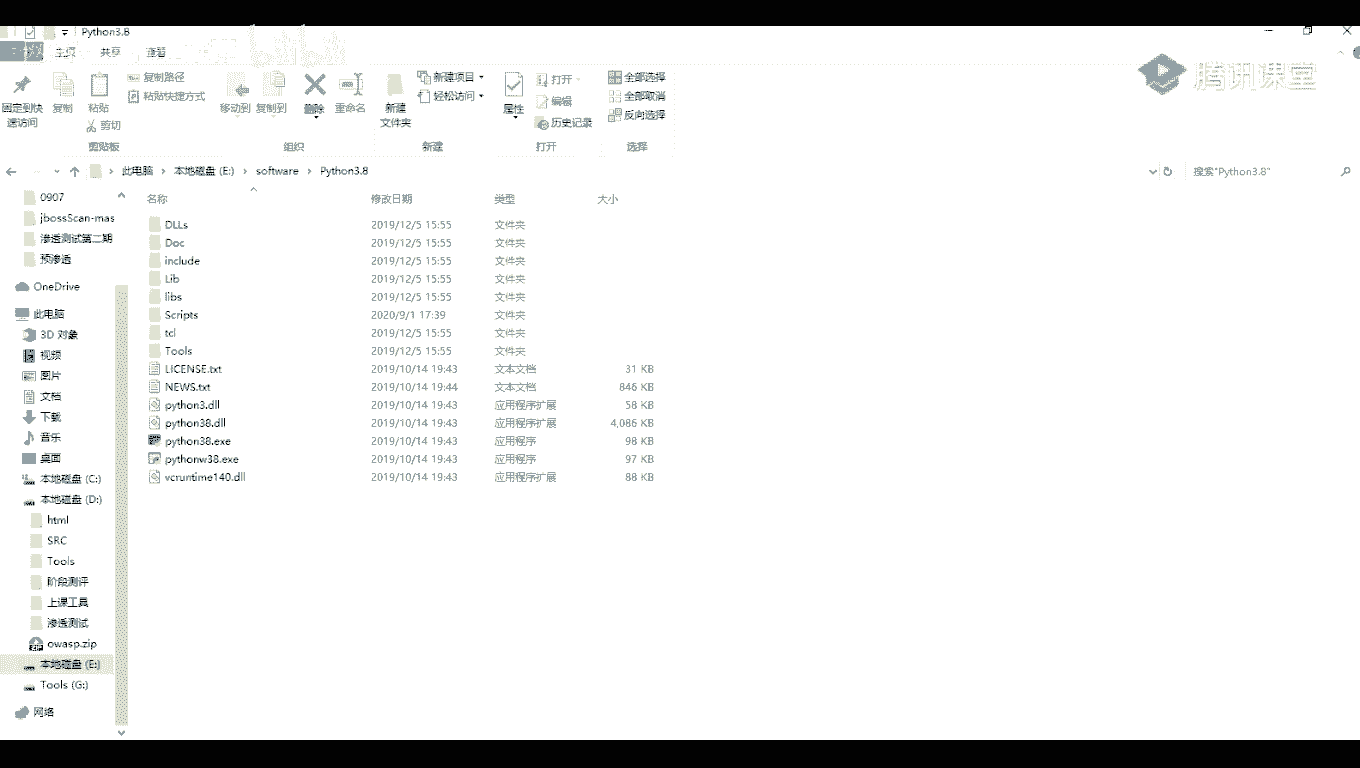 Python3.8
共享
查看
固定到快
速访问
复制
粘贴
复制路径
粘贴快捷方式
剪切
剪贴板
移动到
复制到
删除
重命名
组织
新建
文件夹
新建项目
轻松访问
新建
属性
打开
编辑
历史记录
打开
全部选择
全部取消
反向选择
选择
腾讯课堂
此电脑 > 本地磁盘 (E:) > software > Python3.8
搜索"Python3.8"
0907
jbossScan-mas
渗透测试第二期
预渗透
OneDrive
此电脑
3D 对象
视频
图片
文档
下载
音乐
桌面
本地磁盘 (C:)
本地磁盘 (D:)
html
SRC
Tools
阶段测评
上课工具
渗透测试
owasp.zip
本地磁盘 (E:)
Tools (G:)
网络
名称 修改日期 类型 大小
DLLs 2019/12/5 15:55 文件夹
Doc 2019/12/5 15:55 文件夹
include 2019/12/5 15:55 文件夹
Lib 2019/12/5 15:55 文件夹
libs 2019/12/5 15:55 文件夹
Scripts 2020/9/1 17:39 文件夹
tcl 2019/12/5 15:55 文件夹
Tools 2019/12/5 15:55 文件夹
LICENSE.txt 2019/10/14 19:43 文本文档 31 KB
NEWS.txt 2019/10/14 19:44 文本文档 846 KB
python3.dll 2019/10/14 19:43 应用程序扩展 58 KB
python38.dll 2019/10/14 19:43 应用程序扩展 4,086 KB
python38.exe 2019/10/14 19:43 应用程序 98 KB
pythonw38.exe 2019/10/14 19:43 应用程序 97 KB
vcruntime140.dll 2019/10/14 19:43 应用程序扩展 88 KB